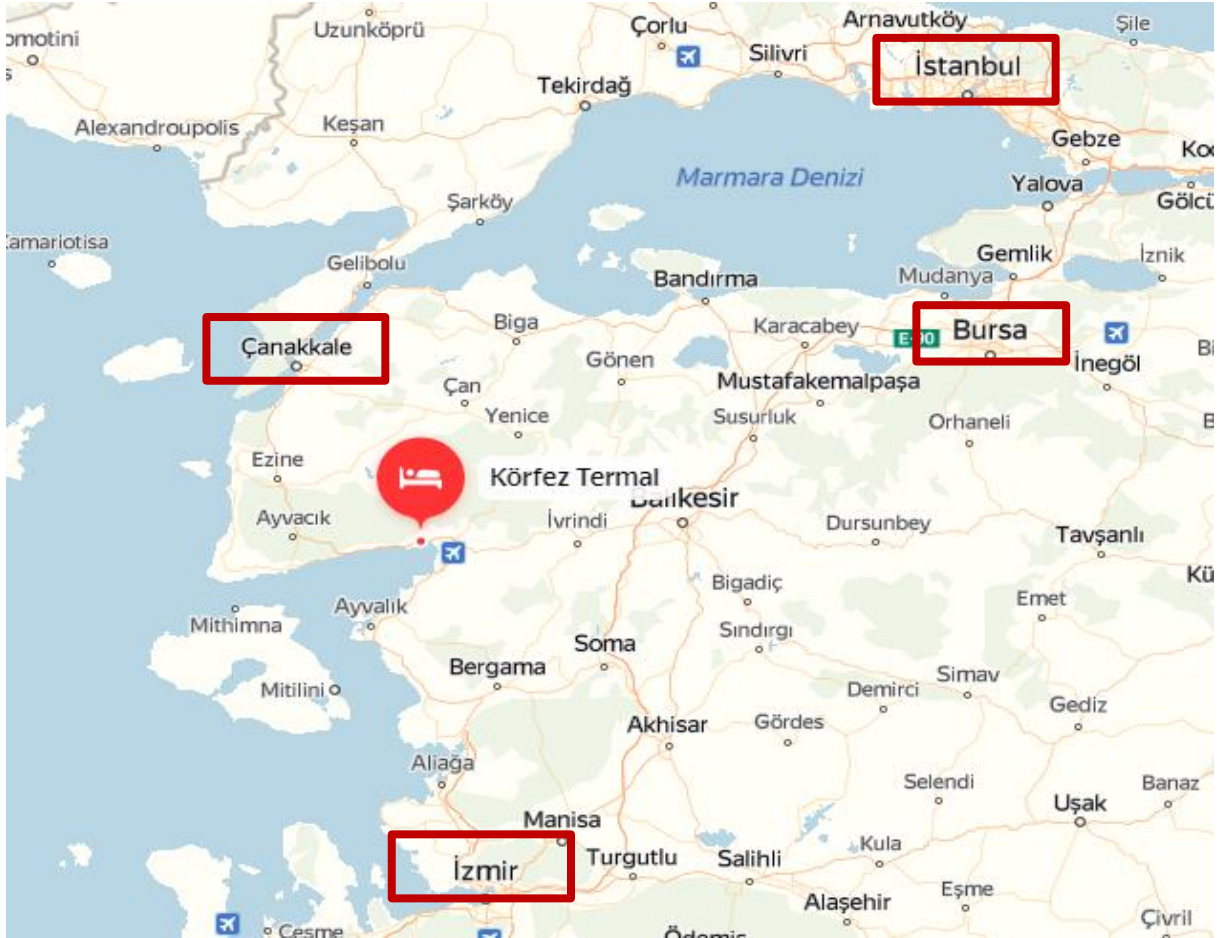 Uzunköprü
Çorlu
Arnavutköy
Şile
omotini
Silivri
İstanbul
Tekirdağ
Alexandroupolis
Keşan
Gebze
Marmara Denizi
Yalova
Şarköy
Gölcü
amariotisa
Gelibolu
Gemlik
İznik
Bandırma
Mudanya
Biga
Karacabey
Bursa
Çanakkale
Gönen
İnegöl
Çan
Mustafakemalpaşa
Yenice
Susurluk
Orhaneli
Ezine
Körfez Termal
Balıkesir
Ayvacık
İvrindi
Dursunbey
Tavşanlı
Bigadiç
Kü
Emet
Ayvalık
Mithimna
Sındırgı
Soma
Bergama
Simav
Mitilini
Demirci
Gediz
Akhisar
Gördes
Aliağa
Selendi
Banaz
Uşak
Manisa
Kula
İzmir
Turgutlu
Salihli
Eşme
Alaşehir
Çivril
Çeşme
Ödemiş